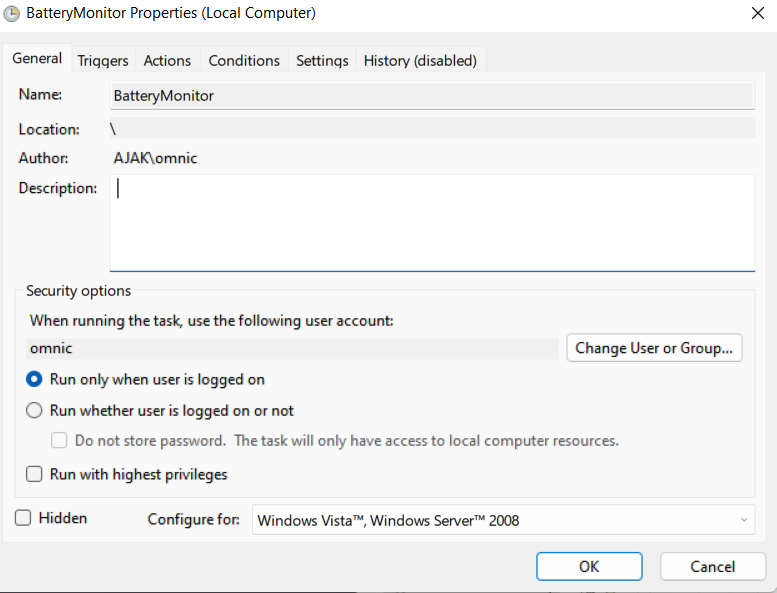 BatteryMonitor Properties (Local Computer)
General Triggers Actions Conditions Settings History (disabled)
Name: BatteryMonitor
Location: \
Author: AJAK\omnic
Description:
Security options
When running the task, use the following user account:
omnic Change User or Group...
Run only when user is logged on
Run whether user is logged on or not
Do not store password. The task will only have access to local computer resources.
Run with highest privileges
Hidden Configure for: Windows Vista™, Windows Server™ 2008
OK Cancel